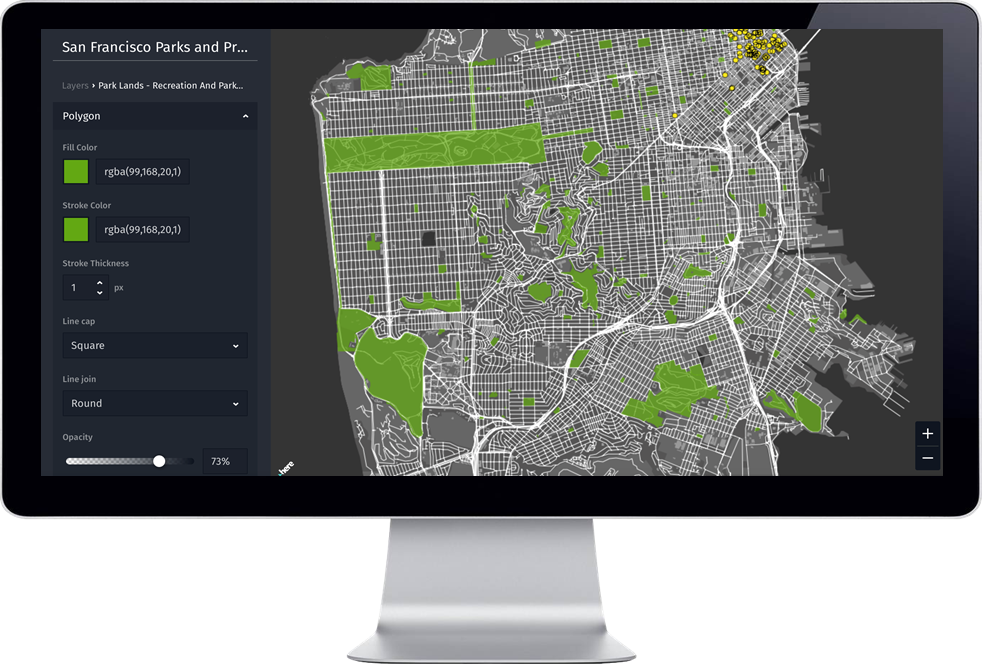 San Francisco Parks and Pr...
Layers › Park Lands - Recreation And Park...
Polygon
Fill Color
rgba(99,168,20,1)
Stroke Color
rgba(99,168,20,1)
Stroke Thickness
1 px
Line cap
Square
Line join
Round
Opacity
73%
here
+
−